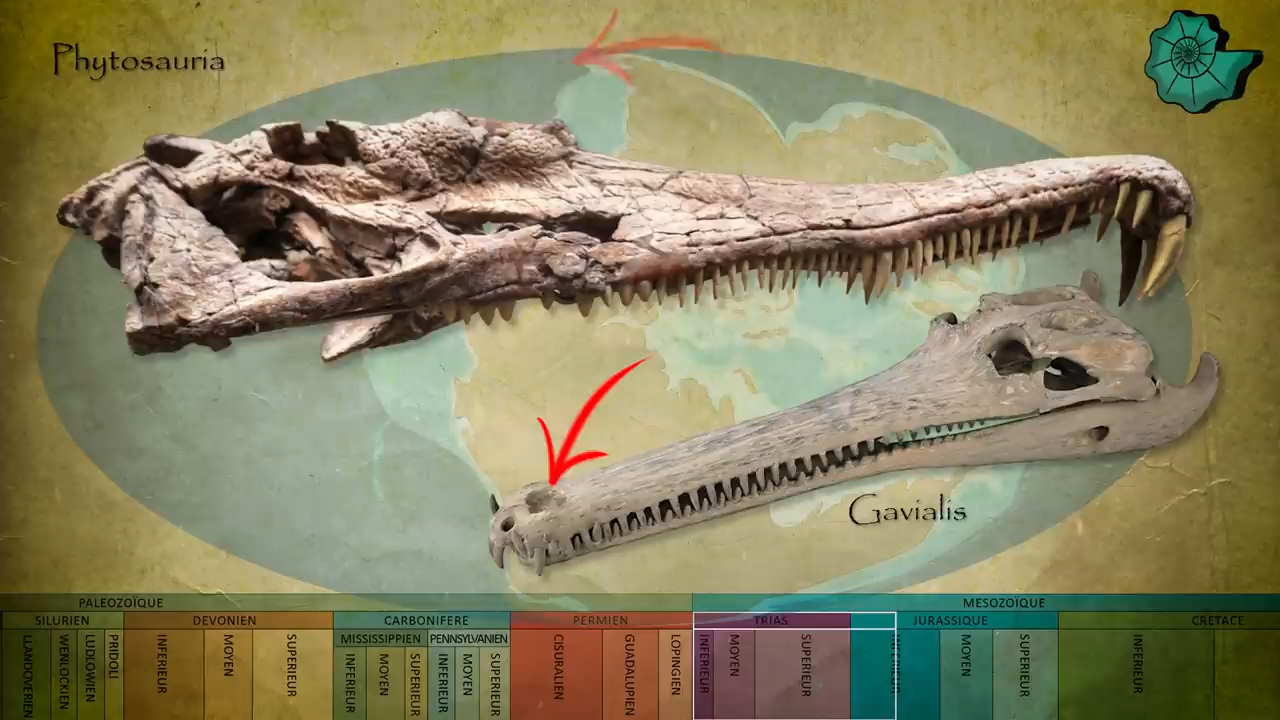 Phytosauria
Gavialis
PALEOZOÏQUE
MESOZOÏQUE
SILURIEN
DEVONIEN
CARBONIFERE
PERMIEN
TRIAS
JURASSIQUE
CRETACE
MISSISSIPPIEN
PENNSYLVANIEN
LLANDOVERIEN
WENLOCKIEN
LUDLOWIEN
PRIDOLI
INFERIEUR
MOYEN
SUPERIEUR
INFERIEUR
MOYEN
SUPERIEUR
INFERIEUR
MOYEN
SUPERIEUR
CISURALIEN
GUADALUPIEN
LOPINGIEN
INFERIEUR
MOYEN
SUPERIEUR
INFERIEUR
MOYEN
SUPERIEUR
INFERIEUR